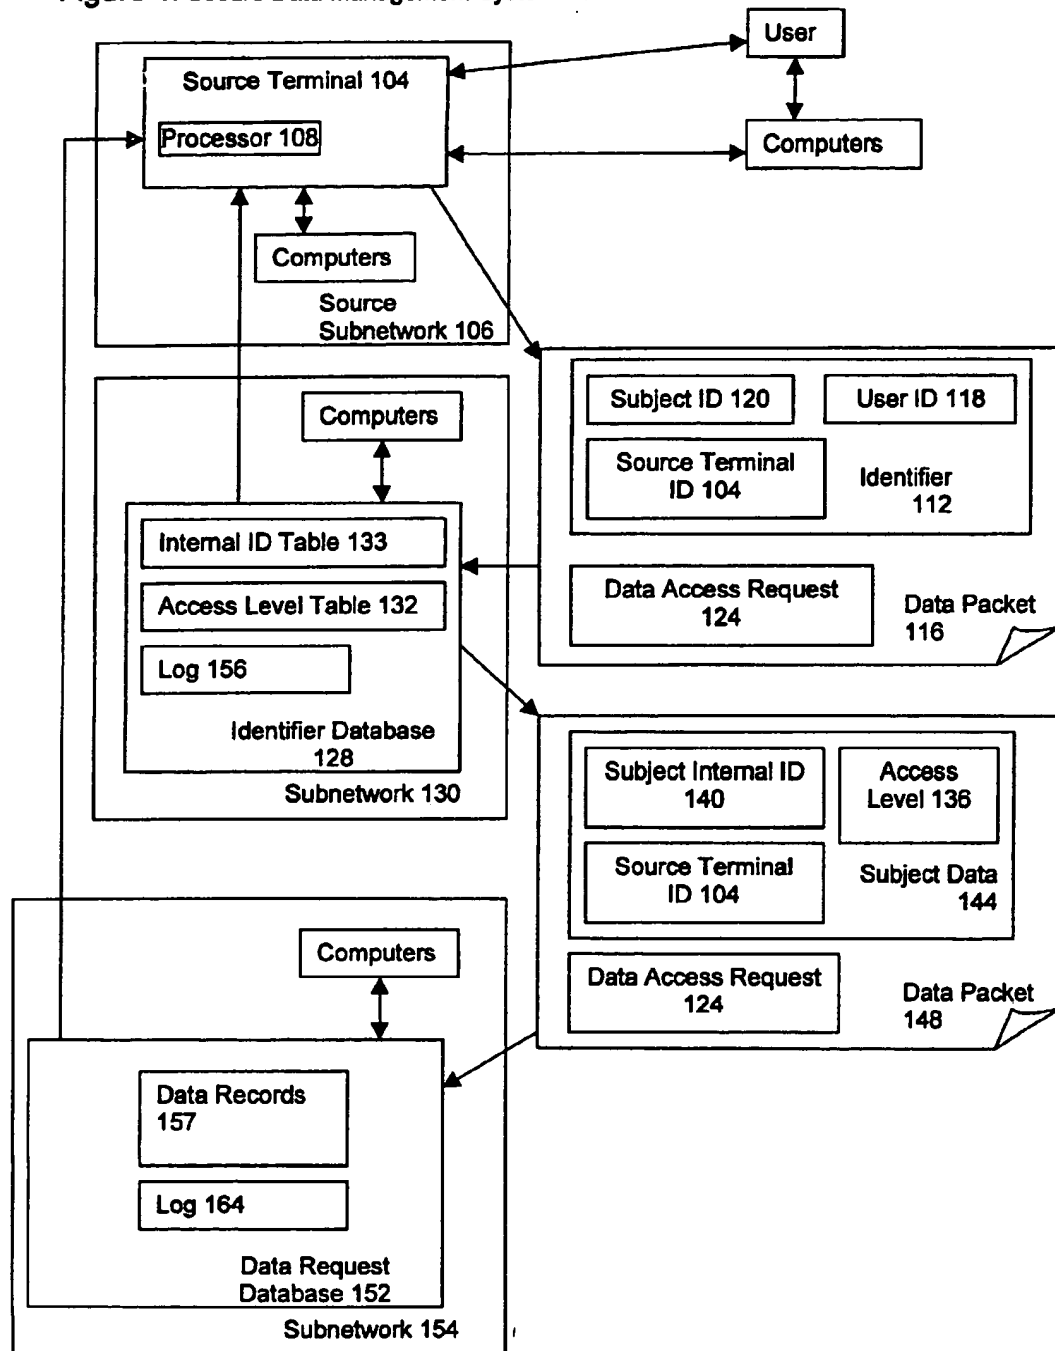 User
Source Terminal 104
Processor 108
Computers
Computers
Source
Subnetwork 106
Computers
Subject ID 120
User ID 118
Source Terminal
ID 104
Identifier
112
Internal ID Table 133
Access Level Table 132
Log 156
Identifier Database
128
Subnetwork 130
Data Access Request
124
Data Packet
116
Subject Internal ID
140
Access
Level 136
Source Terminal
ID 104
Subject Data
144
Data Access Request
124
Data Packet
148
Computers
Data Records
157
Log 164
Data Request
Database 152
Subnetwork 154